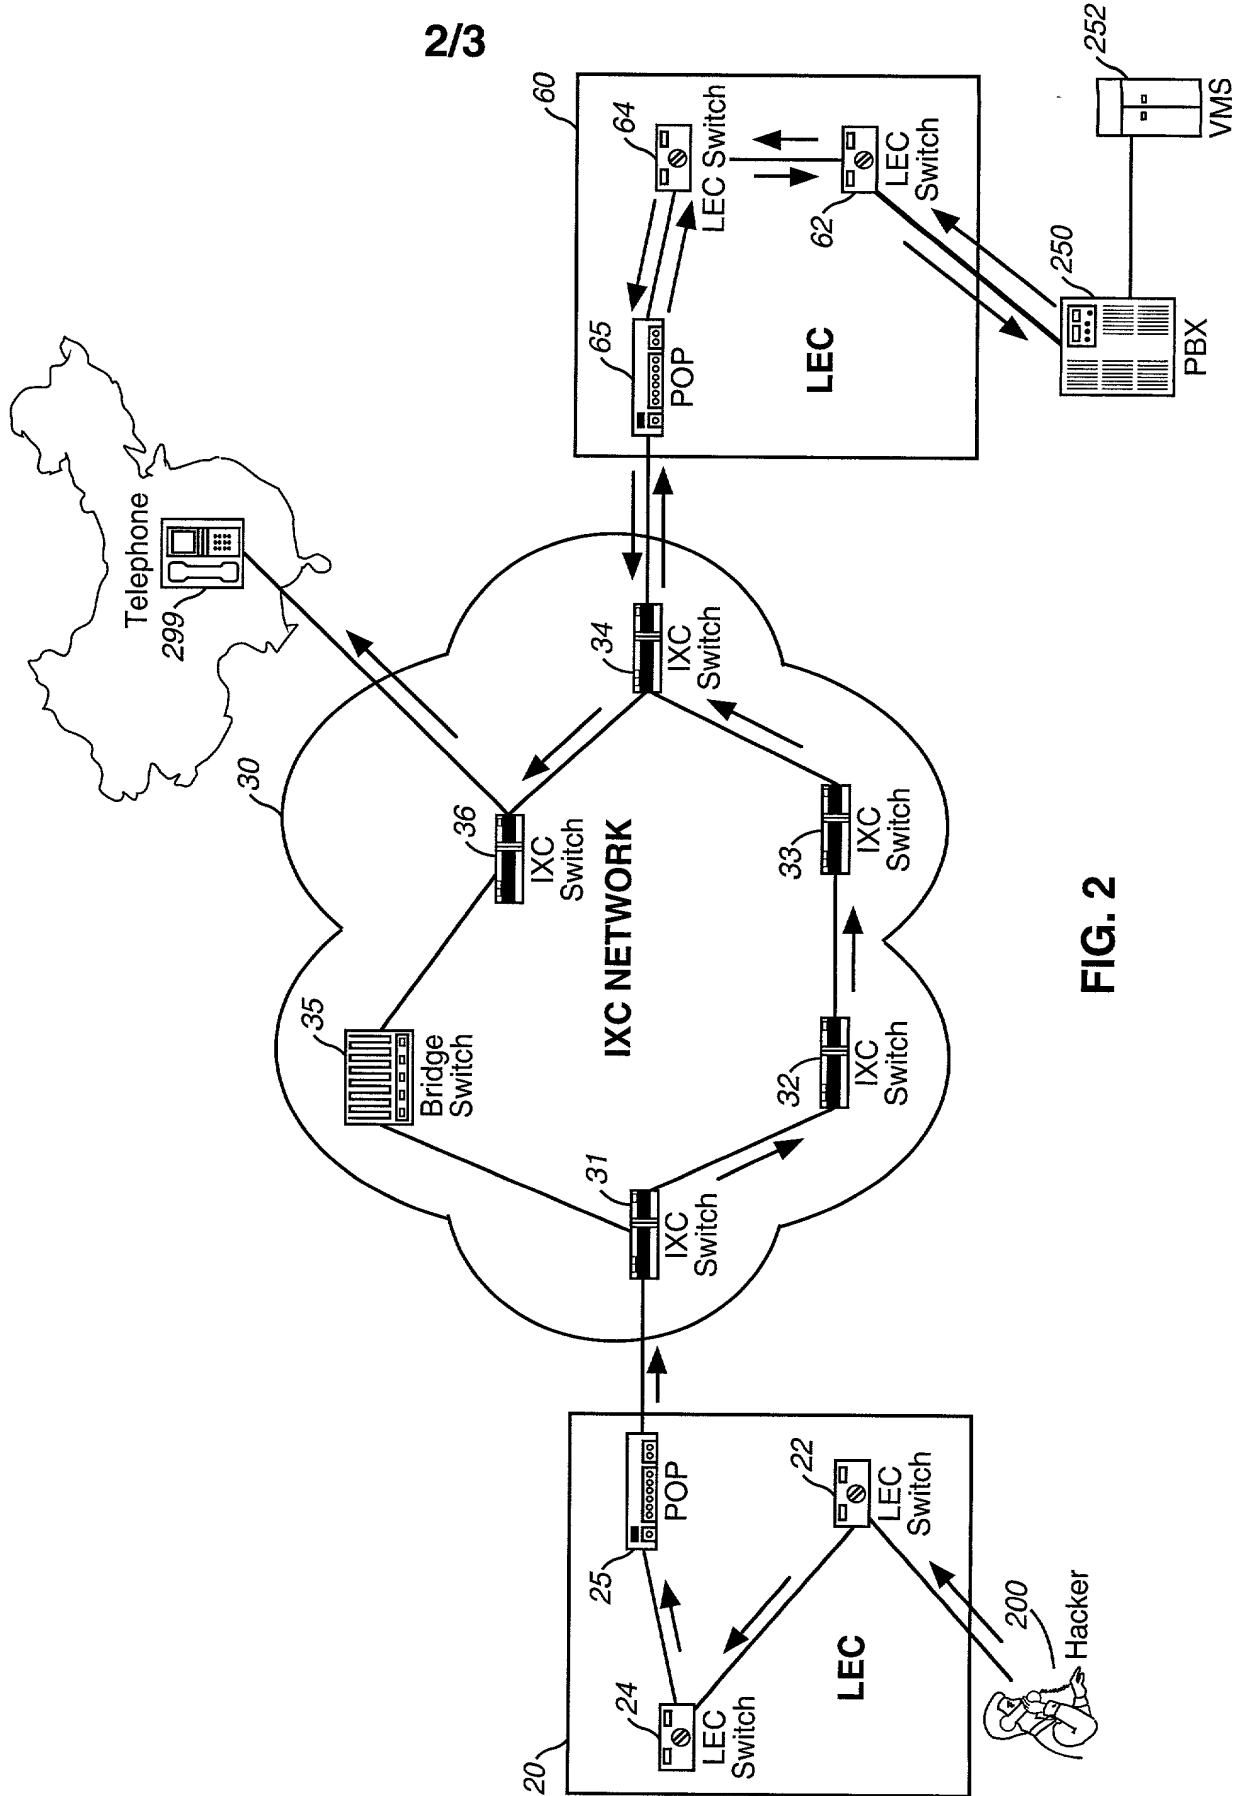 2/3
Telephone
299
30
35
Bridge
Switch
36
IXC
Switch
IXC NETWORK
31
IXC
Switch
34
IXC
Switch
32
IXC
Switch
33
IXC
Switch
20
24
LEC
Switch
25
POP
22
LEC
Switch
LEC
200
Hacker
60
65
POP
64
LEC Switch
62
LEC
Switch
LEC
250
PBX
252
VMS
FIG. 2